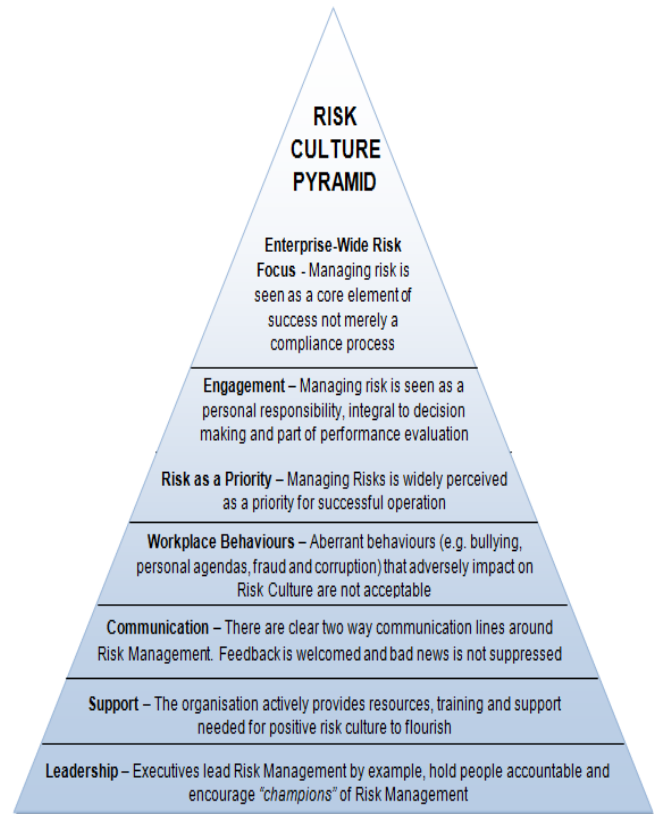 RISK
CULTURE
PYRAMID
Enterprise-Wide Risk
Focus - Managing risk is
seen as a core element of
success not merely a
compliance process
Engagement – Managing risk is seen as a
personal responsibility, integral to decision
making and part of performance evaluation
Risk as a Priority – Managing Risks is widely perceived
as a priority for successful operation
Workplace Behaviours – Aberrant behaviours (e.g. bullying,
personal agendas, fraud and corruption) that adversely impact on
Risk Culture are not acceptable
Communication – There are clear two way communication lines around
Risk Management. Feedback is welcomed and bad news is not suppressed
Support – The organisation actively provides resources, training and support
needed for positive risk culture to flourish
Leadership – Executives lead Risk Management by example, hold people accountable and
encourage "champions" of Risk Management